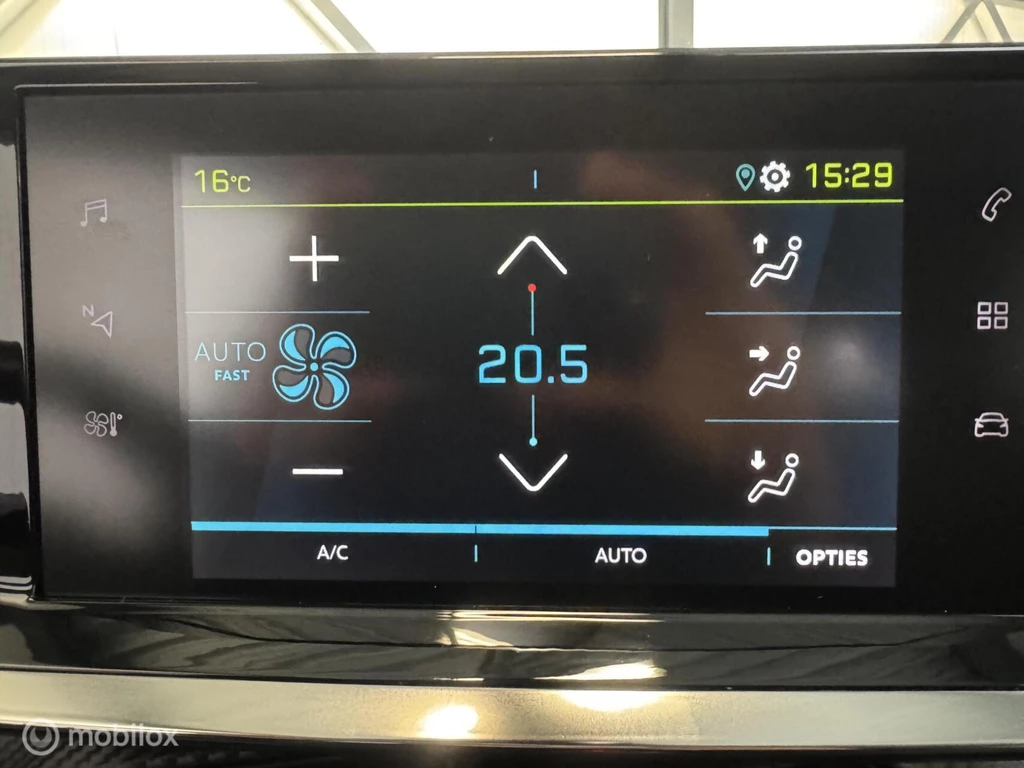 16°C
15:29
N
AUTO
FAST
20.5
A/C
AUTO
OPTIES
mobilox